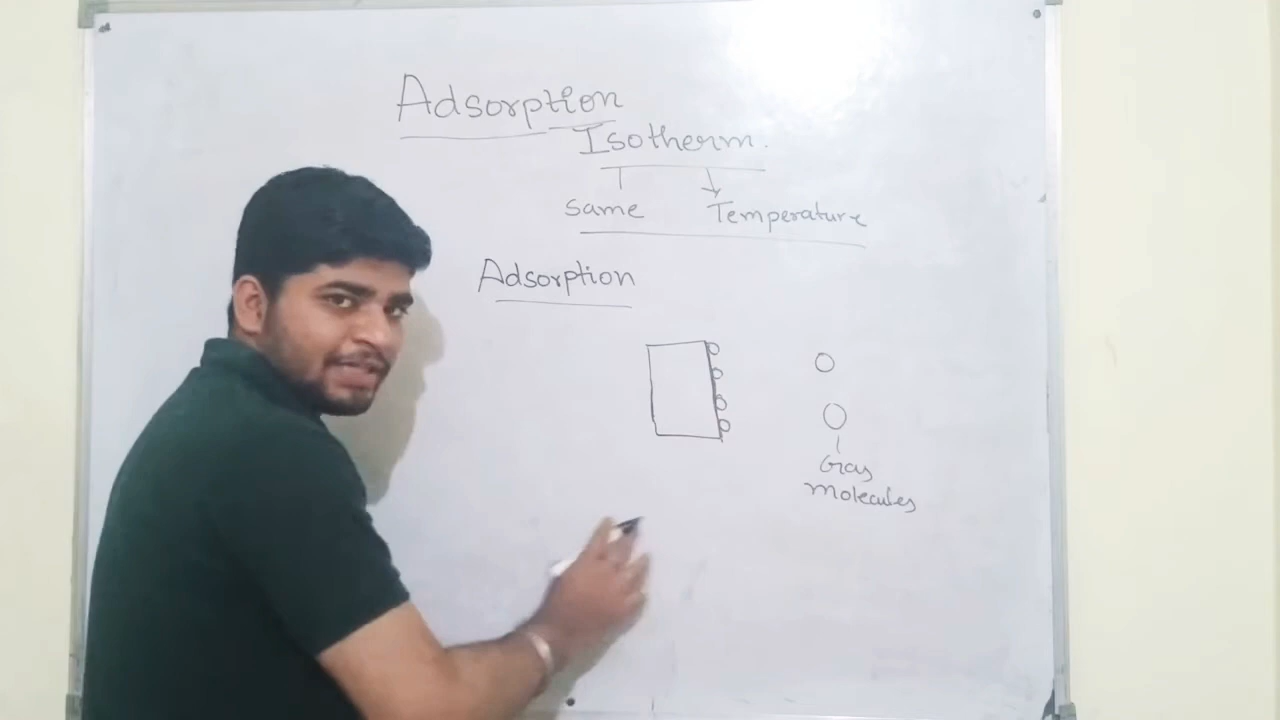 Adsorption
Isotherm.
Same Temperature
Adsorption
Gas
Molecules